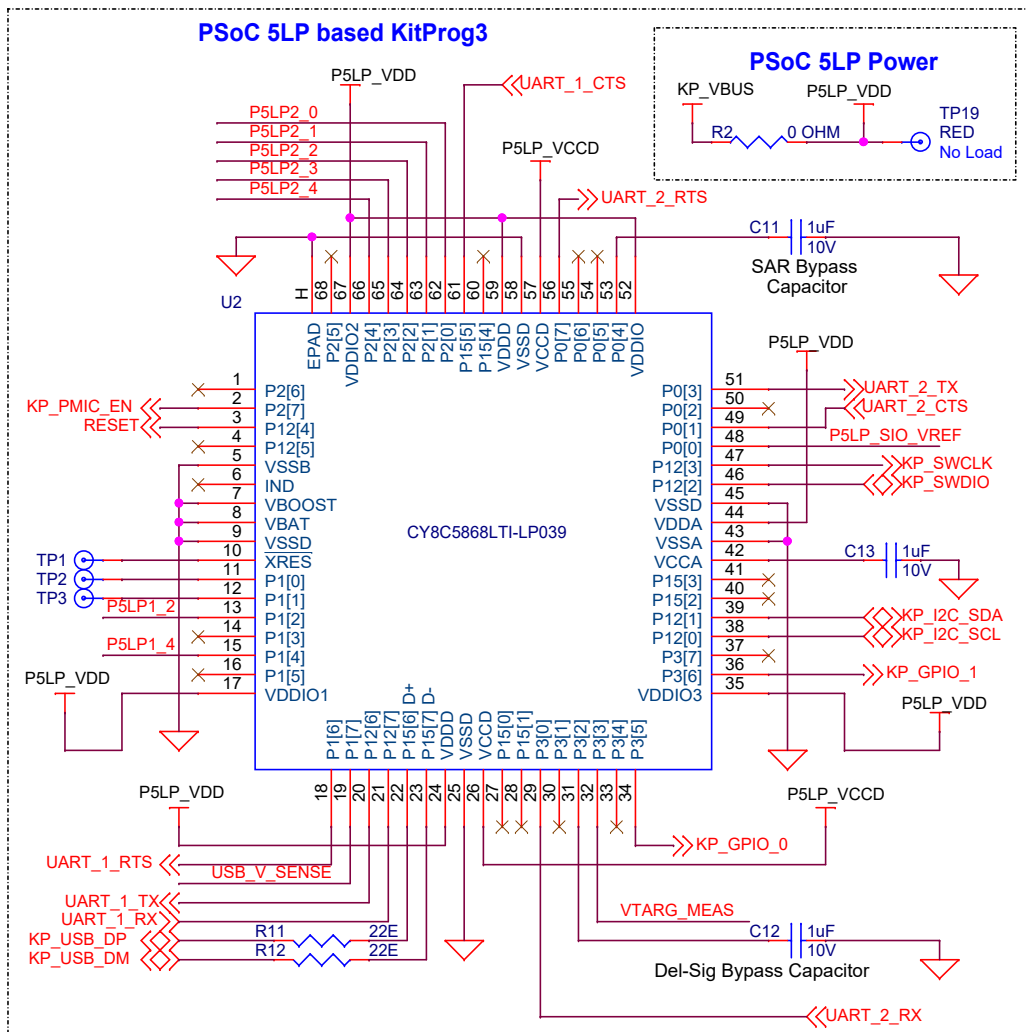 PSoC 5LP based KitProg3
PSoC 5LP Power
KP_VBUS
P5LP_VDD
R2
0 OHM
TP19
RED
No Load
P5LP_VDD
UART_1_CTS
P5LP2_0
P5LP2_1
P5LP2_2
P5LP2_3
P5LP2_4
P5LP_VCCD
UART_2_RTS
C11
1uF
10V
SAR Bypass
Capacitor
U2
H
68
67
66
65
64
63
62
61
60
59
58
57
56
55
54
53
52
EPAD
P2[5]
VDDIO2
P2[4]
P2[3]
P2[2]
P2[1]
P2[0]
P15[5]
P15[4]
VDDD
VSSD
VCCD
P0[7]
P0[6]
P0[5]
P0[4]
VDDIO
P5LP_VDD
1 P2[6]
KP_PMIC_EN 2 P2[7]
RESET 3 P12[4]
4 P12[5]
5 VSSB
6 IND
7 VBOOST
8 VBAT
9 VSSD
TP1 10 XRES
TP2 11 P1[0]
TP3 12 P1[1]
P5LP1_2 13 P1[2]
14 P1[3]
P5LP1_4 15 P1[4]
16 P1[5]
P5LP_VDD 17 VDDIO1
CY8C5868LTI-LP039
P0[3] 51 UART_2_TX
P0[2] 50
P0[1] 49 UART_2_CTS
P0[0] 48 P5LP_SIO_VREF
P12[3] 47 KP_SWCLK
P12[2] 46 KP_SWDIO
VSSD 45
VDDA 44
VSSA 43
VCCA 42 C13 1uF
10V
P15[3] 41
P15[2] 40
P12[1] 39 KP_I2C_SDA
P12[0] 38 KP_I2C_SCL
P3[7] 37
P3[6] 36 KP_GPIO_1
VDDIO3 35 P5LP_VDD
P1[6]
P1[7]
P12[6]
P12[7]
P15[6] D+
P15[7] D-
VDDD
VSSD
VCCD
P15[0]
P15[1]
P3[0]
P3[1]
P3[2]
P3[3]
P3[4]
P3[5]
18
19
20
21
22
23
24
25
26
27
28
29
30
31
32
33
34
P5LP_VDD
P5LP_VCCD
UART_1_RTS
KP_GPIO_0
USB_V_SENSE
UART_1_TX
UART_1_RX
VTARG_MEAS
KP_USB_DP R11 22E
KP_USB_DM R12 22E
C12 1uF
10V
Del-Sig Bypass Capacitor
UART_2_RX